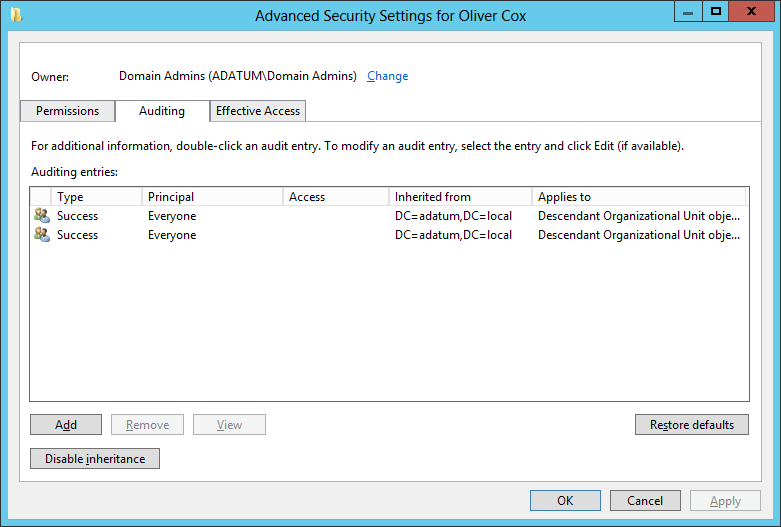 Advanced Security Settings for Oliver Cox
Owner: Domain Admins (ADATUM\Domain Admins) Change
Permissions Auditing Effective Access
For additional information, double-click an audit entry. To modify an audit entry, select the entry and click Edit (if available).
Auditing entries:
Type Principal Access Inherited from Applies to
Success Everyone DC=adatum,DC=local Descendant Organizational Unit obje...
Success Everyone DC=adatum,DC=local Descendant Organizational Unit obje...
Add Remove View Restore defaults
Disable inheritance
OK Cancel Apply